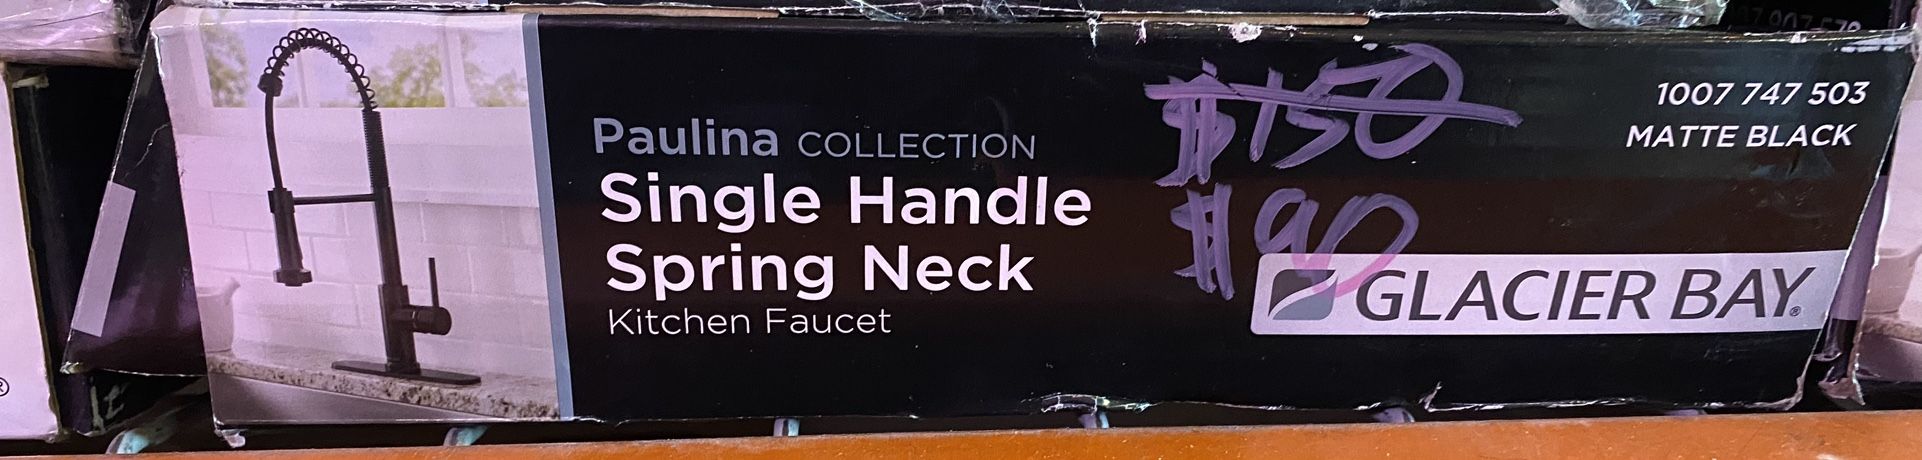 Paulina COLLECTION
Single Handle
Spring Neck
Kitchen Faucet
$150
$90
1007 747 503
MATTE BLACK
GLACIER BAY®
®